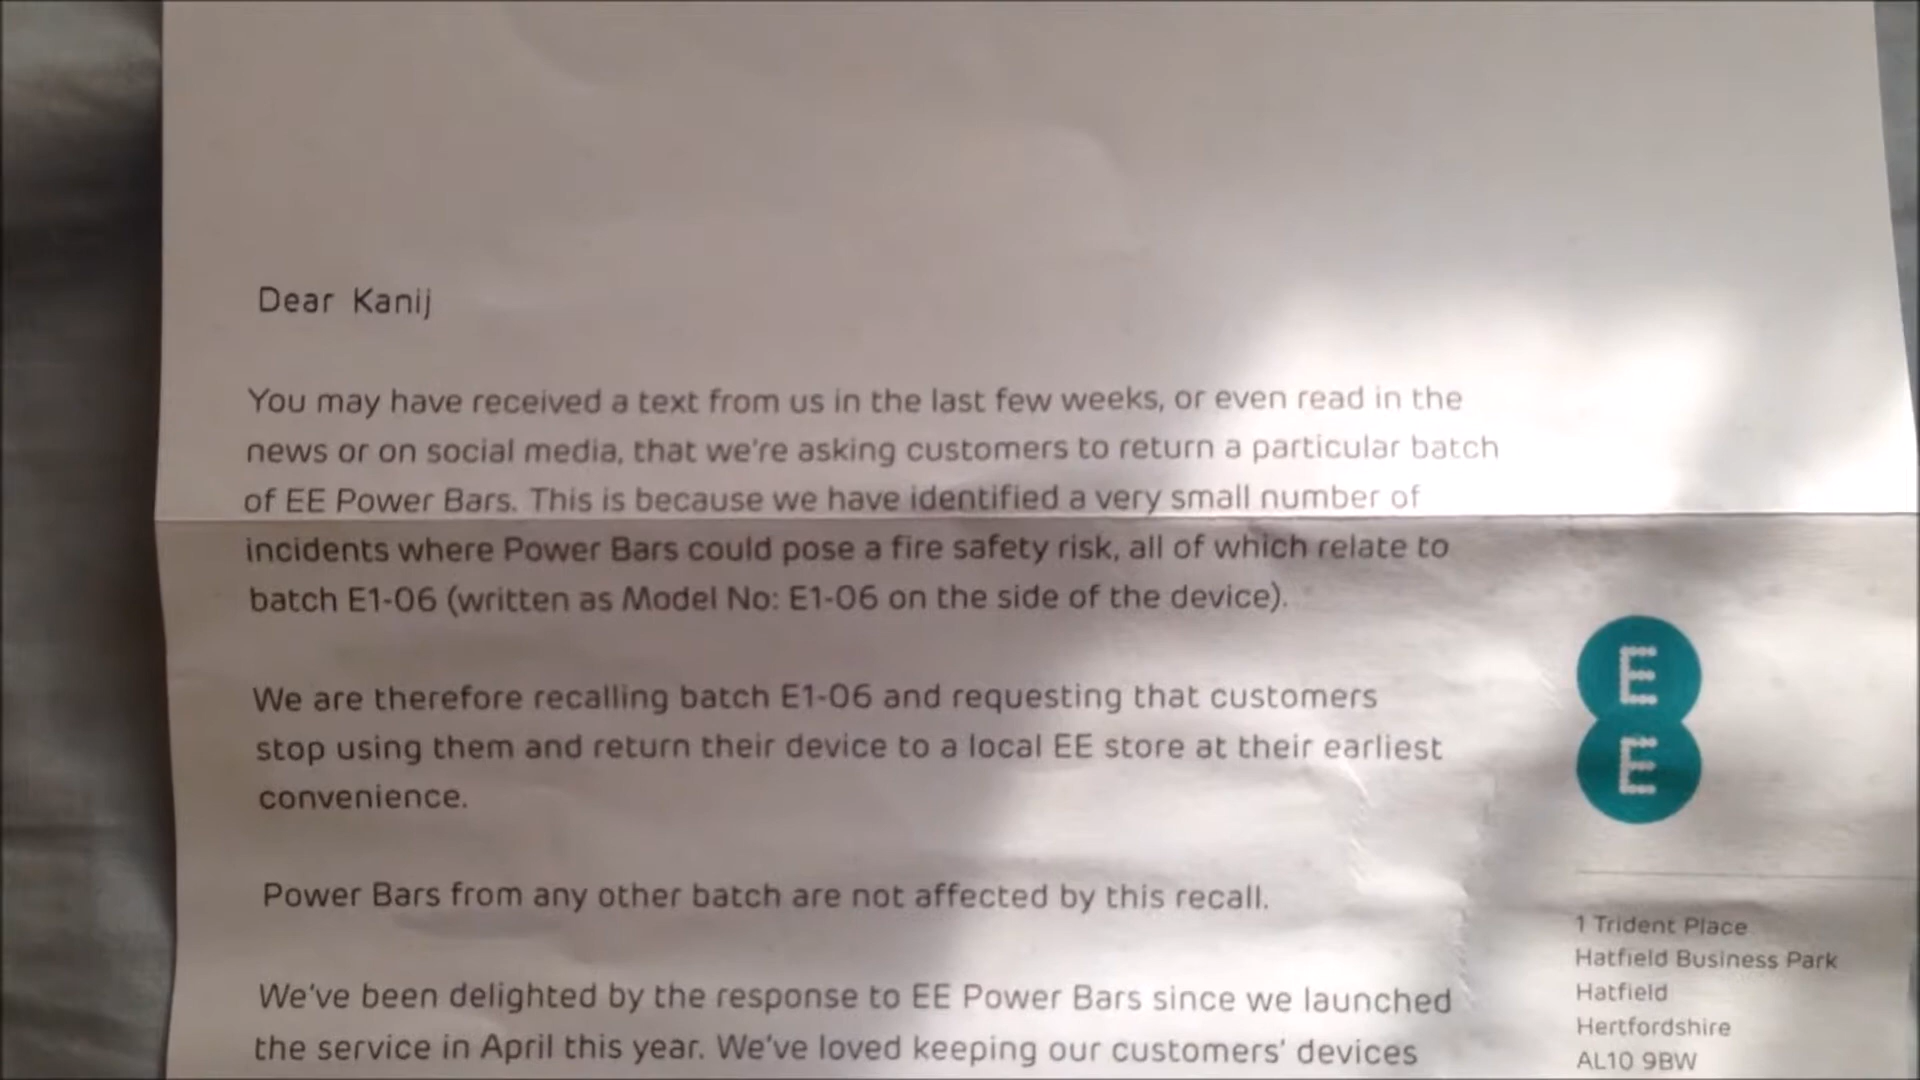 Dear Kanij
You may have received a text from us in the last few weeks, or even read in the
news or on social media, that we're asking customers to return a particular batch
of EE Power Bars. This is because we have identified a very small number of
incidents where Power Bars could pose a fire safety risk, all of which relate to
batch E1-06 (written as Model No: E1-06 on the side of the device).
We are therefore recalling batch E1-06 and requesting that customers
stop using them and return their device to a local EE store at their earliest
convenience.
Power Bars from any other batch are not affected by this recall.
We've been delighted by the response to EE Power Bars since we launched
the service in April this year. We've loved keeping our customers' devices
E
E
1 Trident Place
Hatfield Business Park
Hatfield
Hertfordshire
AL10 9BW